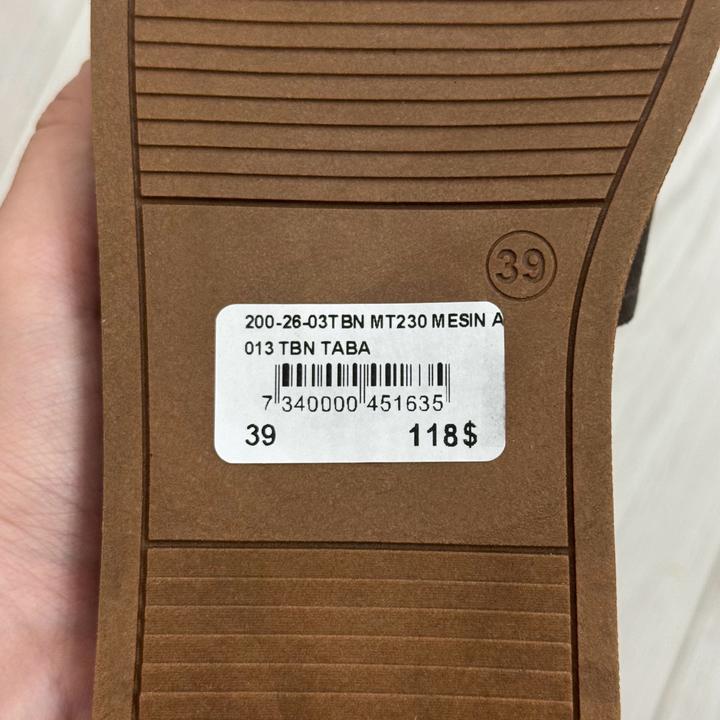 39
200-26-03TBN MT230 MESIN A
013 TBN TABA
7 340000 451635
39 118$